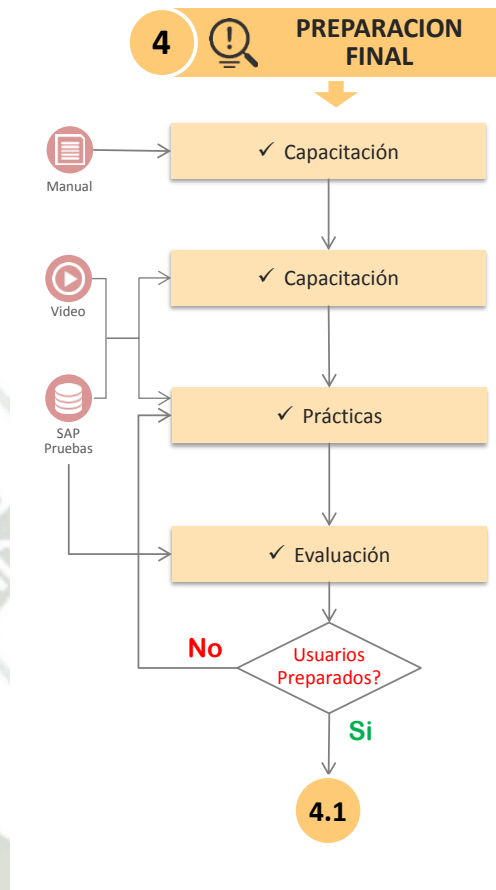 4
PREPARACION
FINAL
✓ Capacitación
Manual
✓ Capacitación
Video
✓ Prácticas
SAP
Pruebas
✓ Evaluación
No
Usuarios
Preparados?
Si
4.1